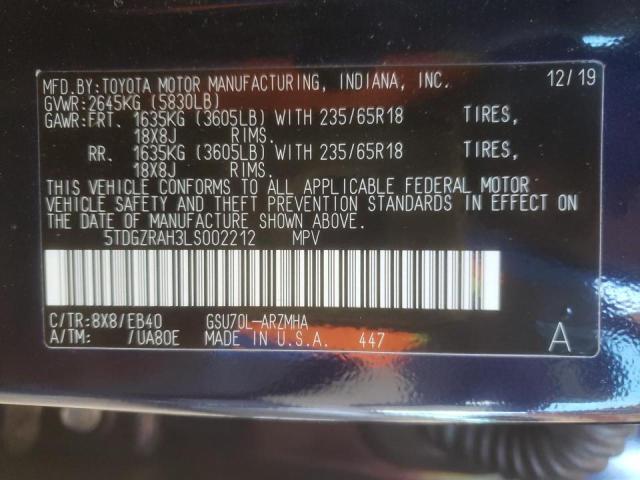 MFD.BY:TOYOTA MOTOR MANUFACTURING, INDIANA, INC. 12/19
GVWR:2645KG (5830LB)
GAWR:FRT. 1635KG (3605LB) WITH 235/65R18 TIRES,
18X8J RIMS.
RR. 1635KG (3605LB) WITH 235/65R18 TIRES,
18X8J RIMS.
THIS VEHICLE CONFORMS TO ALL APPLICABLE FEDERAL MOTOR
VEHICLE SAFETY AND THEFT PREVENTION STANDARDS IN EFFECT
ON THE DATE OF MANUFACTURE SHOWN ABOVE.
5TDGZRAH3LS002212 MPV
C/TR:8X8/EB40 GSU70L-ARZMHA
A/TM: /UA80E MADE IN U.S.A. 447 A